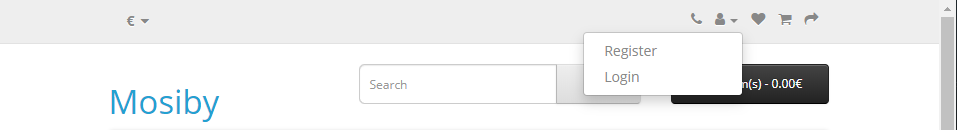 €
Register
Login
Search
Mosiby
(s) - 0.00€